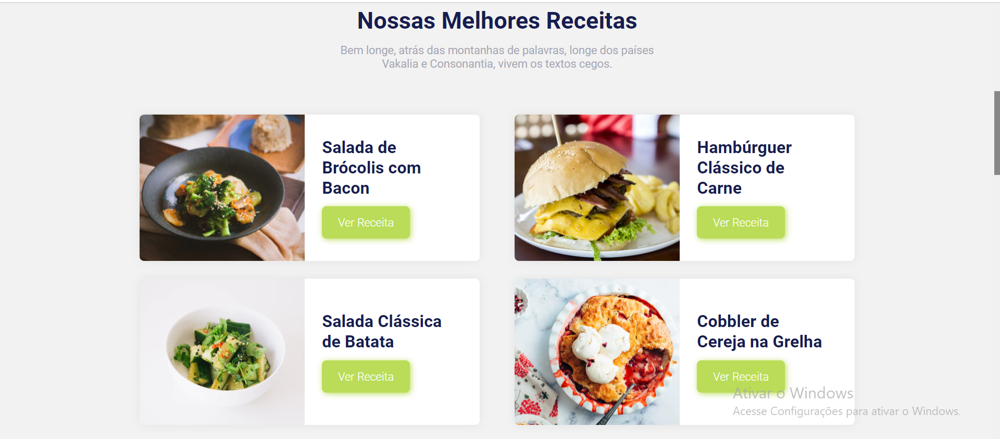 Nossas Melhores Receitas
Bem longe, atrás das montanhas de palavras, longe dos países
Vakalia e Consonantia, vivem os textos cegos.
Salada de
Brócolis com
Bacon
Ver Receita
Hambúrguer
Clássico de
Carne
Ver Receita
Salada Clássica
de Batata
Ver Receita
Cobbler de
Cereja na Grelha
Ver Receita
Ativar o Windows
Acesse Configurações para ativar o Windows.